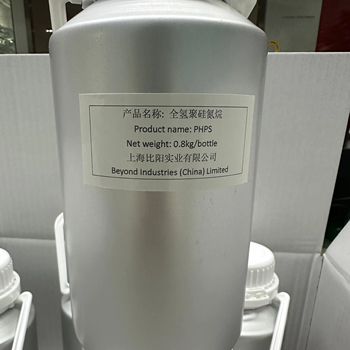 产品名称: 全氢聚硅氮烷
Product name: PHPS
Net weight: 0.8kg/bottle
上海比阳实业有限公司
Beyond Industries (China) Limited